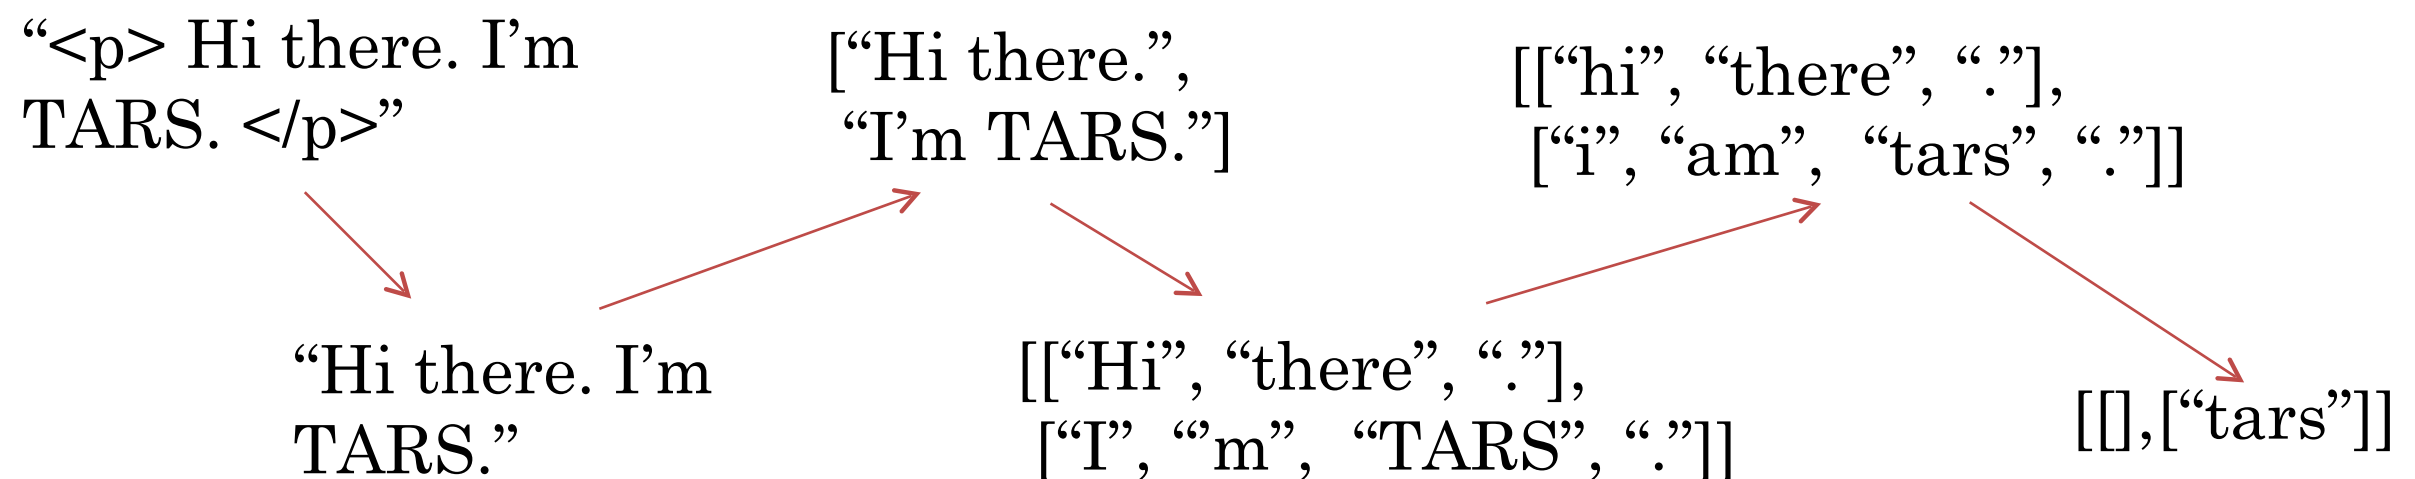 “<p> Hi there. I’m
TARS. </p>”
“Hi there. I’m
TARS.”
[“Hi there.”,
“I’m TARS.”]
[[“Hi”, “there”, “.”],
[“I”, “’m”, “TARS”, “.”]]
[[“hi”, “there”, “.”],
[“i”, “am”, “tars”, “.”]]
[[],[“tars”]]